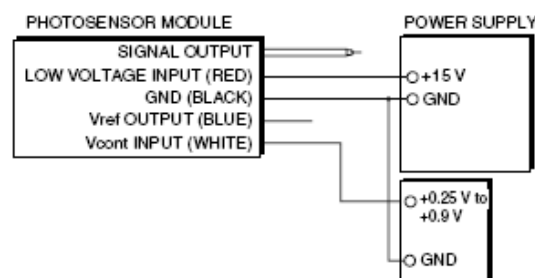 PHOTOSENSOR MODULE
SIGNAL OUTPUT
LOW VOLTAGE INPUT (RED)
GND (BLACK)
Vref OUTPUT (BLUE)
Vcont INPUT (WHITE)
POWER SUPPLY
+15 V
GND
+0.25 V to
+0.9 V
GND